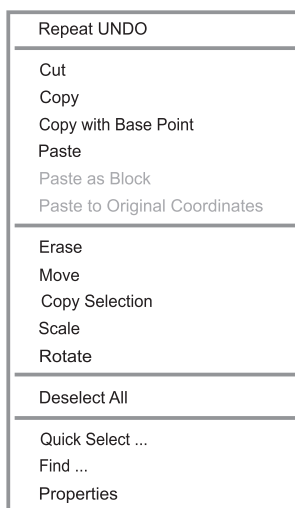 Repeat UNDO
Cut
Copy
Copy with Base Point
Paste
Paste as Block
Paste to Original Coordinates
Erase
Move
Copy Selection
Scale
Rotate
Deselect All
Quick Select ...
Find ...
Properties